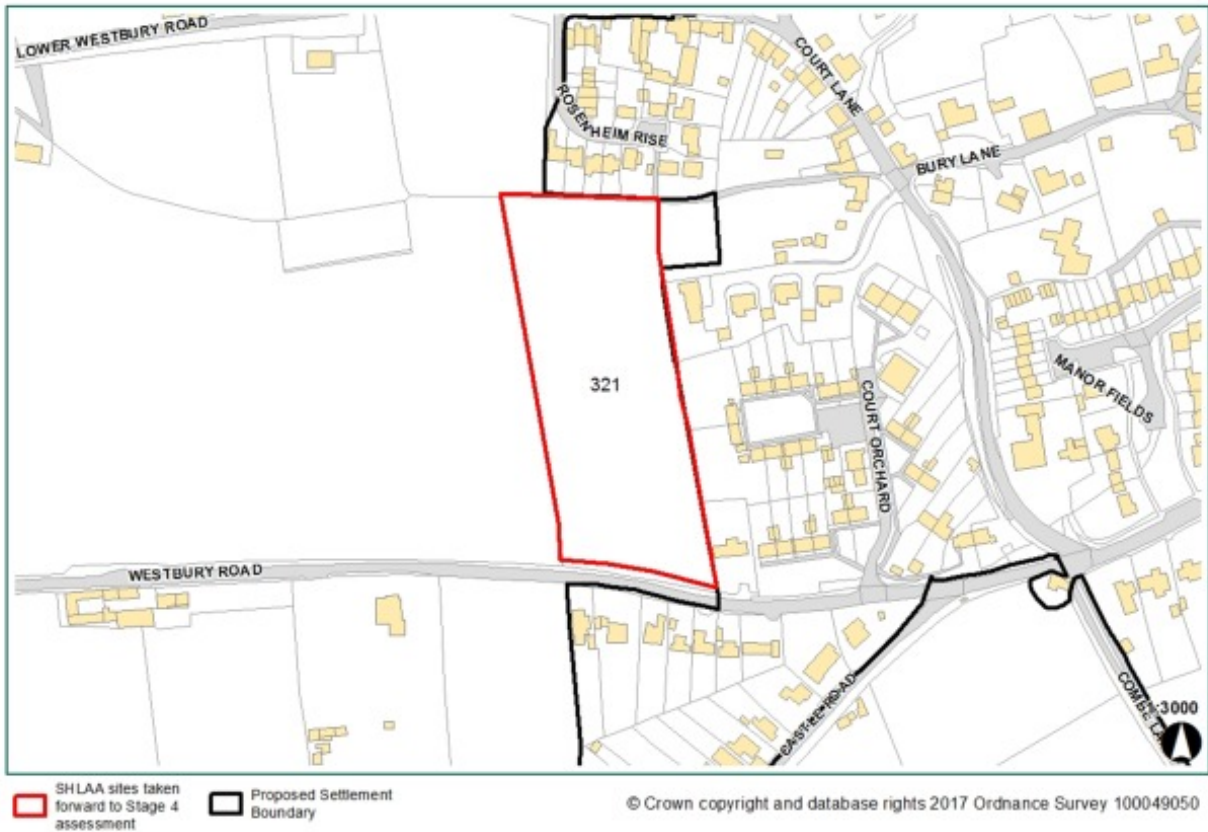 LOWER WESTBURY ROAD
COURT LANE
ROSENHEIM RISE
BURY LANE
321
MANOR FIELDS
COURT ORCHARD
WESTBURY ROAD
CASTLE ROAD
COMBE LA
:3000
SHLAA sites taken
forward to Stage 4
assessment
Proposed Settlement
Boundary
© Crown copyright and database rights 2017 Ordnance Survey 100049050